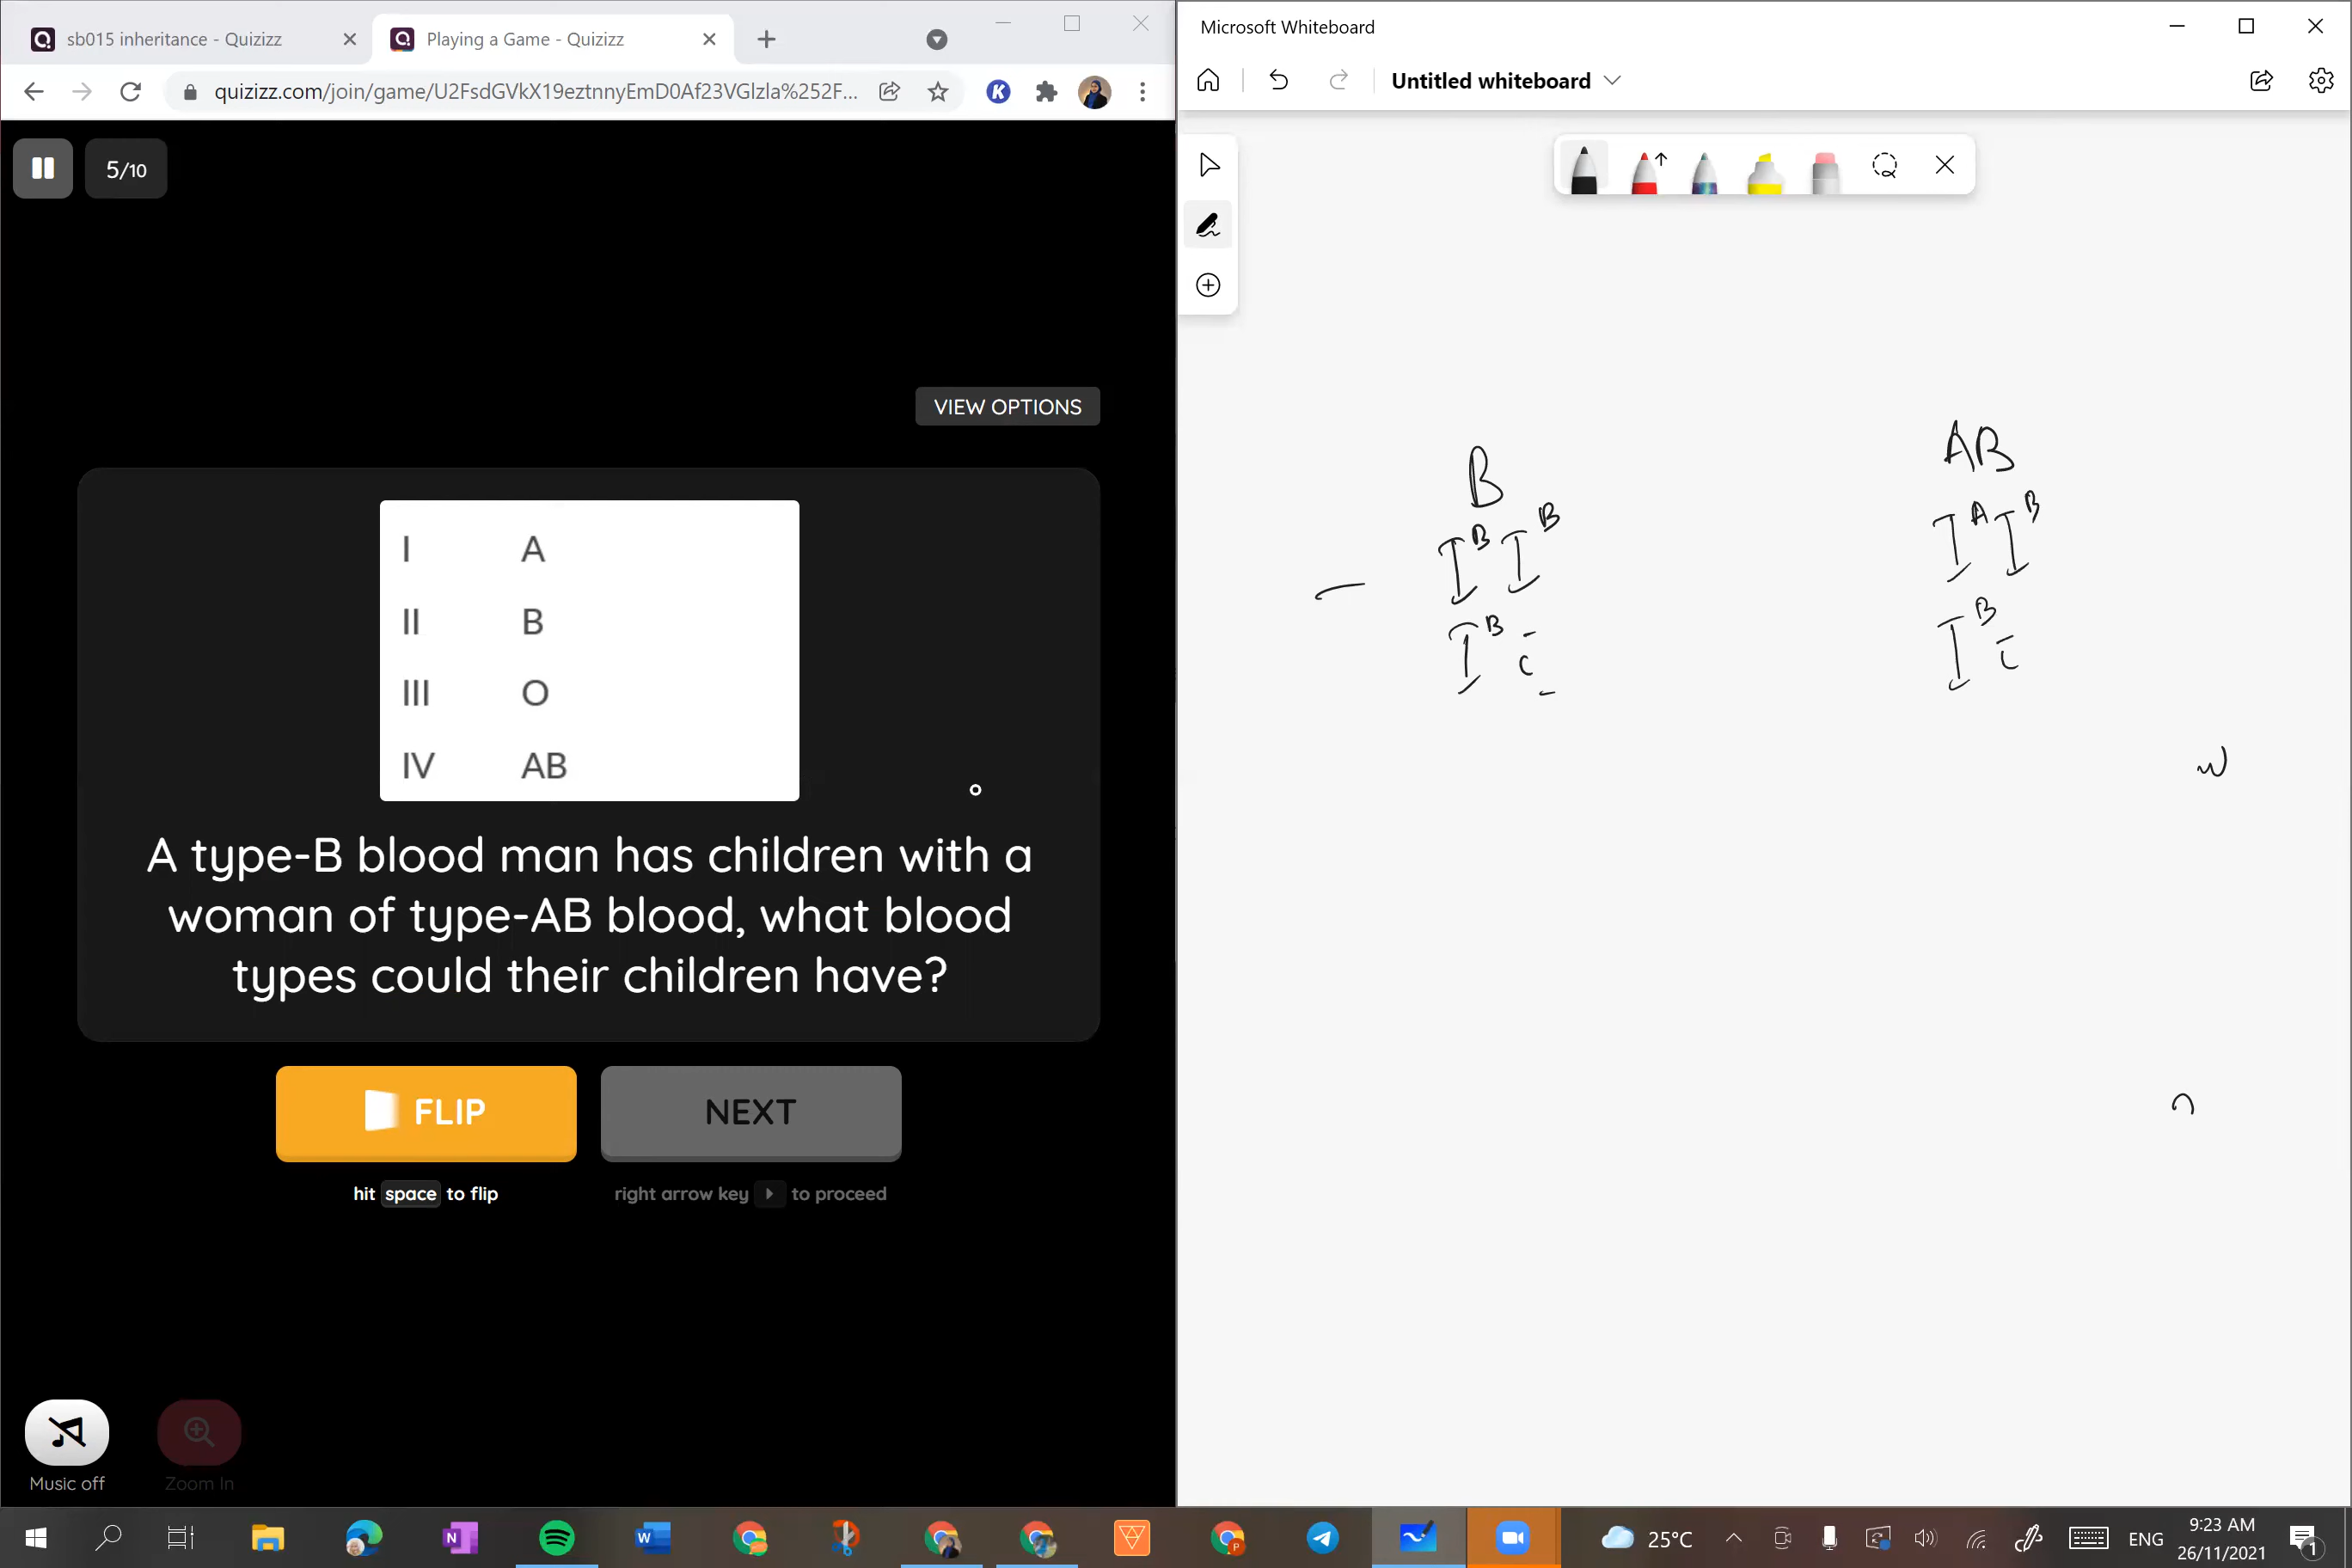 sb015 inheritance - Quizizz
Playing a Game - Quizizz
quizizz.com/join/game/U2FsdGVkX19eztnnyEmD0Af23VGlzla%252F...
K
5/10
VIEW OPTIONS
I A
II B
III O
IV AB
A type-B blood man has children with a
woman of type-AB blood, what blood
types could their children have?
FLIP
NEXT
hit space to flip
right arrow key to proceed
Music off
Zoom In
Microsoft Whiteboard
Untitled whiteboard
B
I^B I^B
I^B i
AB
I^A I^B
I^B i
25°C
ENG
9:23 AM
26/11/2021
1